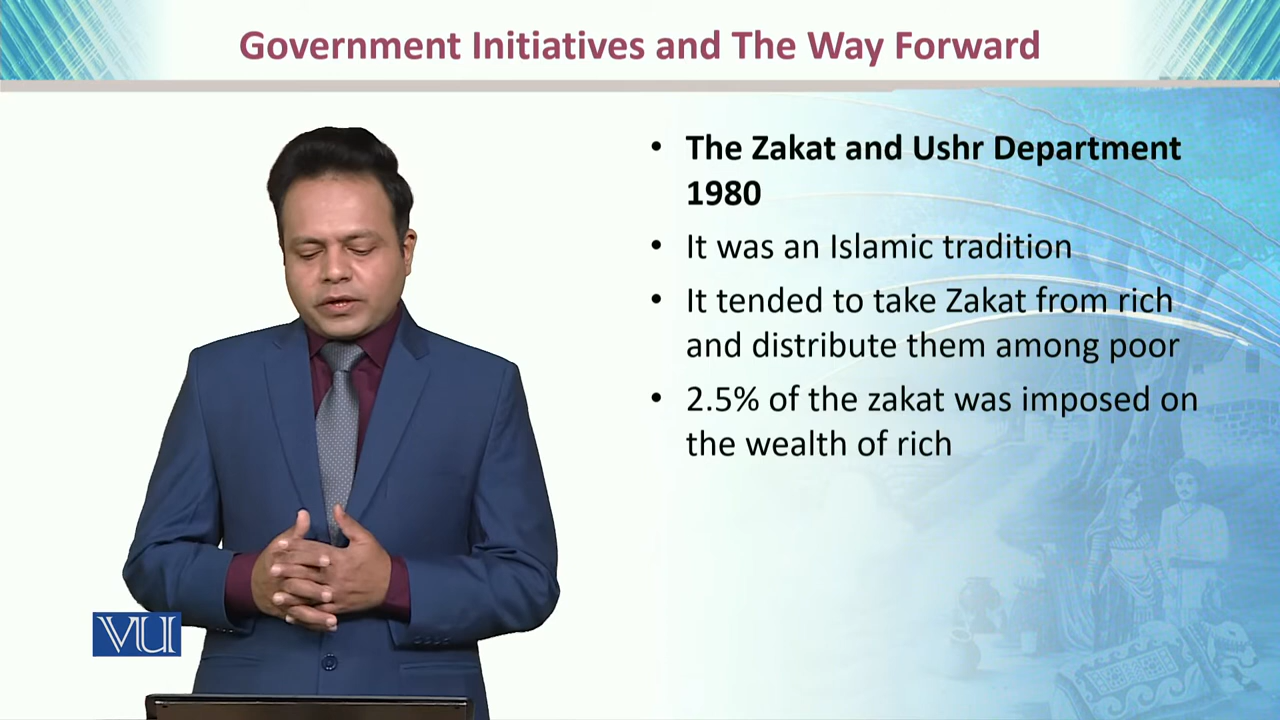 Government Initiatives and The Way Forward
• The Zakat and Ushr Department
1980
• It was an Islamic tradition
• It tended to take Zakat from rich
and distribute them among poor
• 2.5% of the zakat was imposed on
the wealth of rich
VU